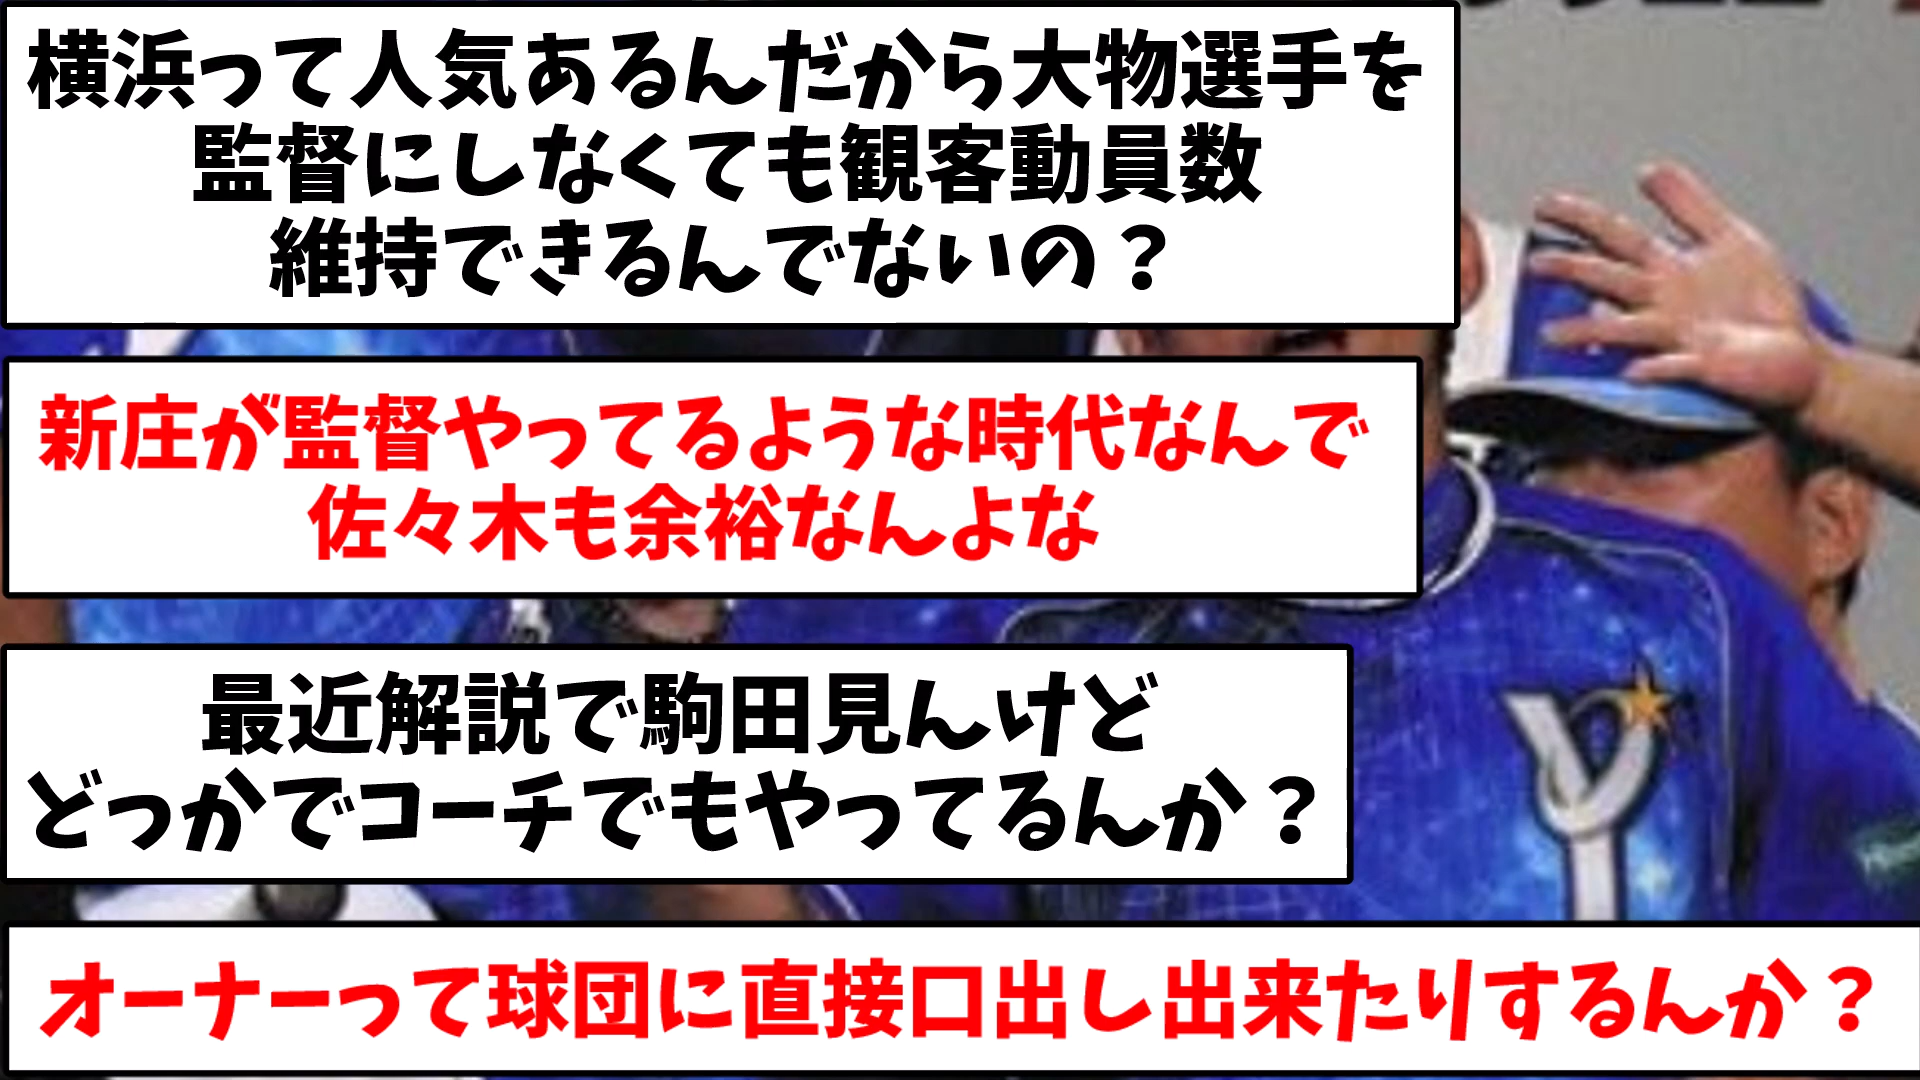 横浜って人気あるんだから大物選手を
監督にしなくても観客動員数
維持できるんでないの？
新庄が監督やってるような時代なんで
佐々木も余裕なんよな
最近解説で駒田見んけど
どっかでコーチでもやってるんか？
オーナーって球団に直接口出し出来たりするんか？